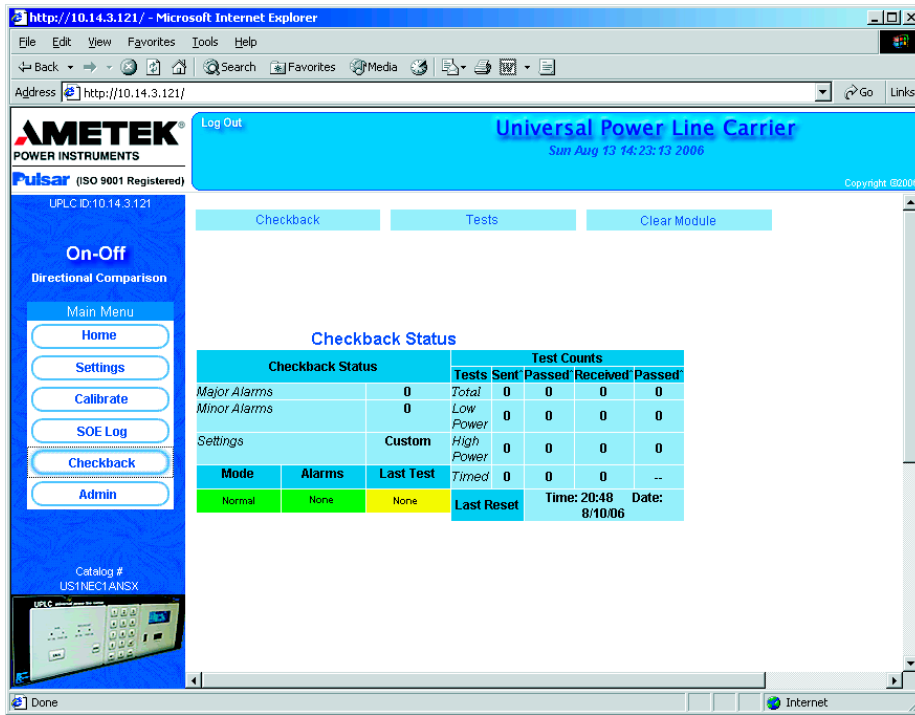 http://10.14.3.121/ - Microsoft Internet Explorer
File Edit View Favorites Tools Help
Back Search Favorites Media
Address http://10.14.3.121/ Go Links
AMETEK®
POWER INSTRUMENTS
Pulsar (ISO 9001 Registered)
Log Out
Universal Power Line Carrier
Sun Aug 13 14:23:13 2006
Copyright ©200
UPLC ID:10.14.3.121
On-Off
Directional Comparison
Main Menu
Home
Settings
Calibrate
SOE Log
Checkback
Admin
Catalog #
US1NEC1ANSX
UPLC
Checkback Tests Clear Module
Checkback Status
Checkback Status
Major Alarms 0
Minor Alarms 0
Settings Custom
Mode Alarms Last Test
Normal None None
Test Counts
Tests Sent* Passed* Received* Passed*
Total 0 0 0 0
Low Power 0 0 0 0
High Power 0 0 0 0
Timed 0 0 0 --
Last Reset Time: 20:48 Date:
8/10/06
Done Internet